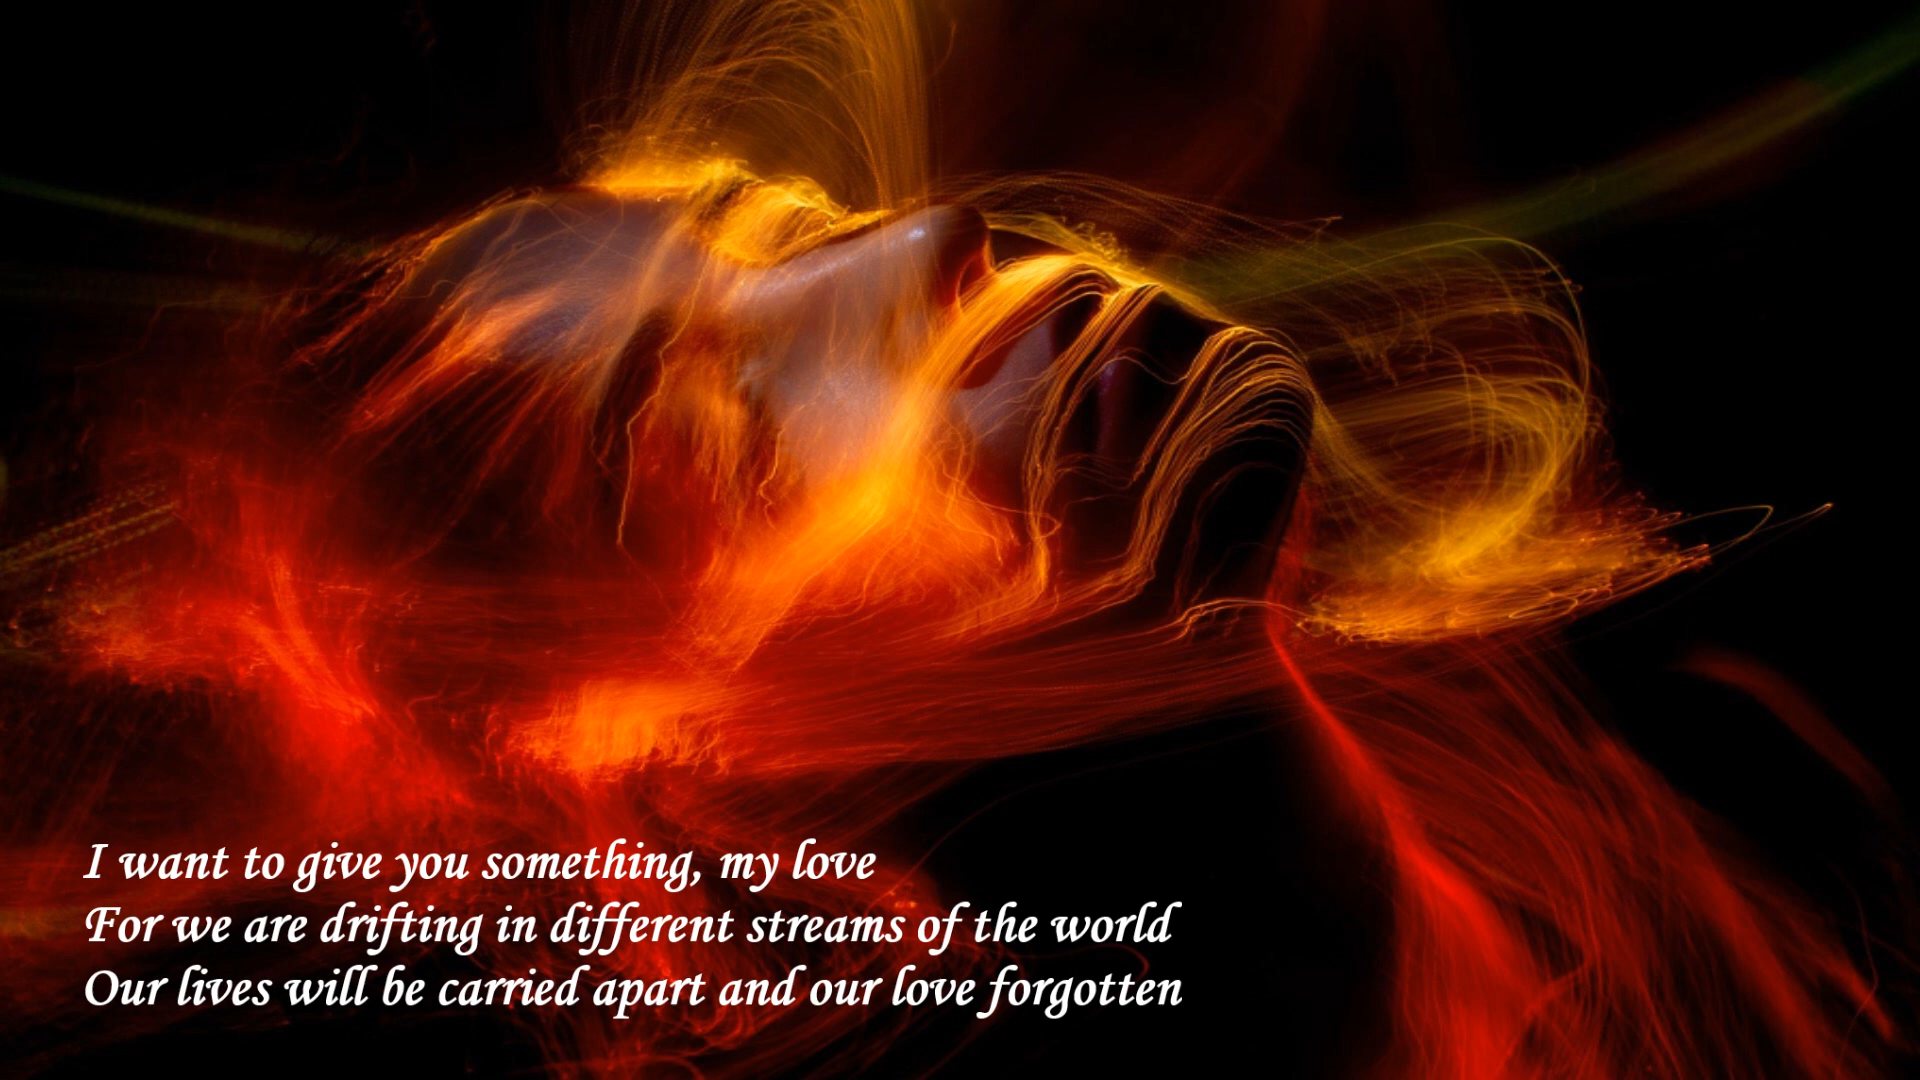 I want to give you something, my love
For we are drifting in different streams of the world
Our lives will be carried apart and our love forgotten